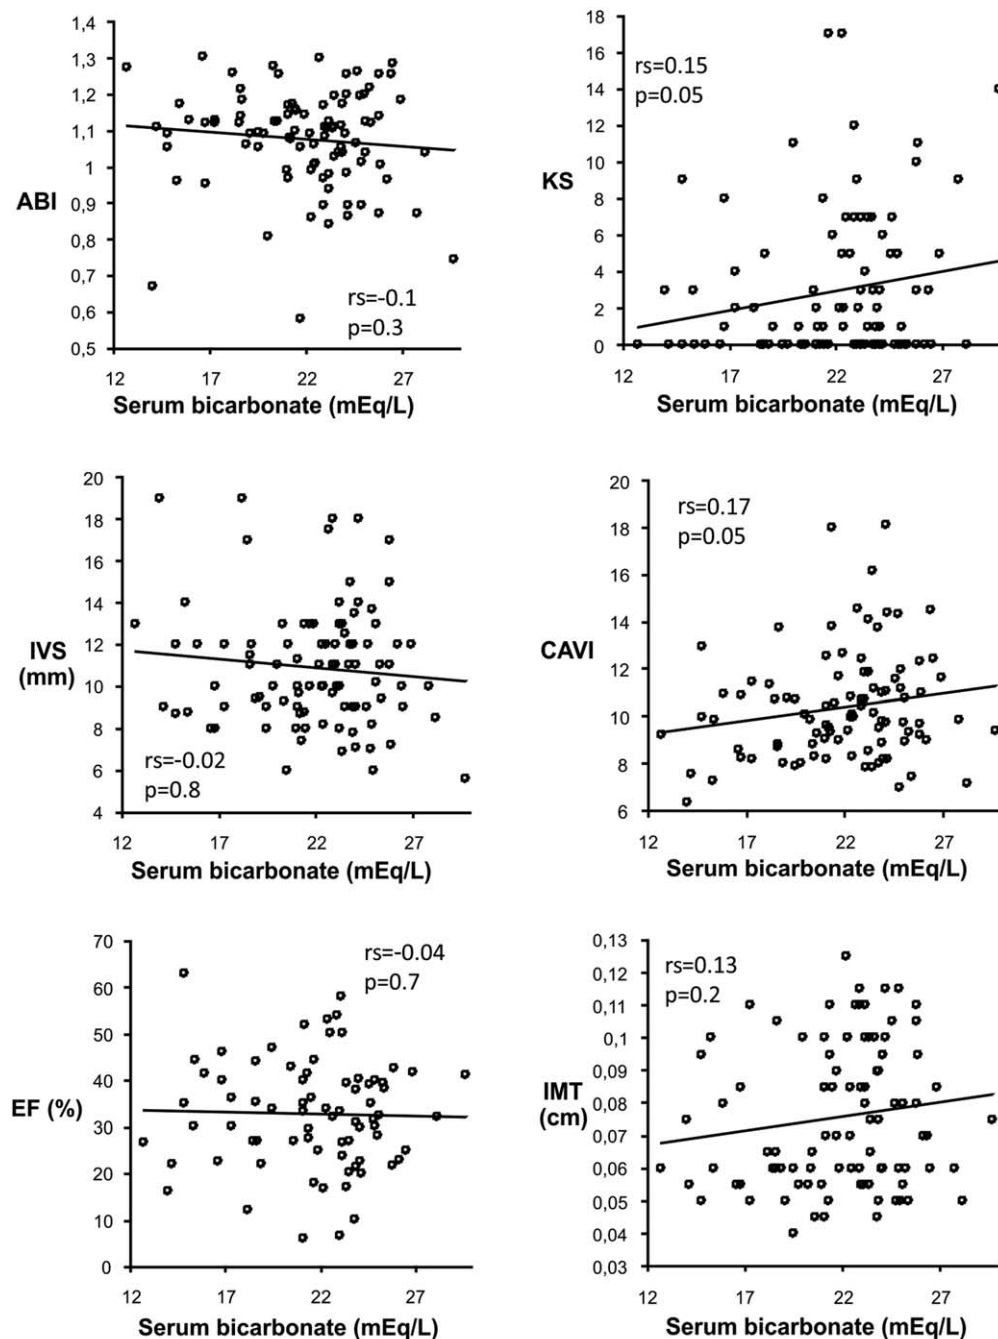 1,4
1,3
1,2
1,1
1
0,9
0,8
0,7
0,6
0,5
ABI
rs=-0.1
p=0.3
12 17 22 27
Serum bicarbonate (mEq/L)
18
16
14
12
10
8
6
4
2
0
KS
rs=0.15
p=0.05
12 17 22 27
Serum bicarbonate (mEq/L)
20
18
16
14
12
10
8
6
4
IVS
(mm)
rs=-0.02
p=0.8
12 17 22 27
Serum bicarbonate (mEq/L)
20
18
16
14
12
10
8
6
CAVI
rs=0.17
p=0.05
12 17 22 27
Serum bicarbonate (mEq/L)
70
60
50
40
30
20
10
0
EF (%)
rs=-0.04
p=0.7
12 17 22 27
Serum bicarbonate (mEq/L)
0,13
0,12
0,11
0,1
0,09
0,08
0,07
0,06
0,05
0,04
0,03
IMT
(cm)
rs=0.13
p=0.2
12 17 22 27
Serum bicarbonate (mEq/L)